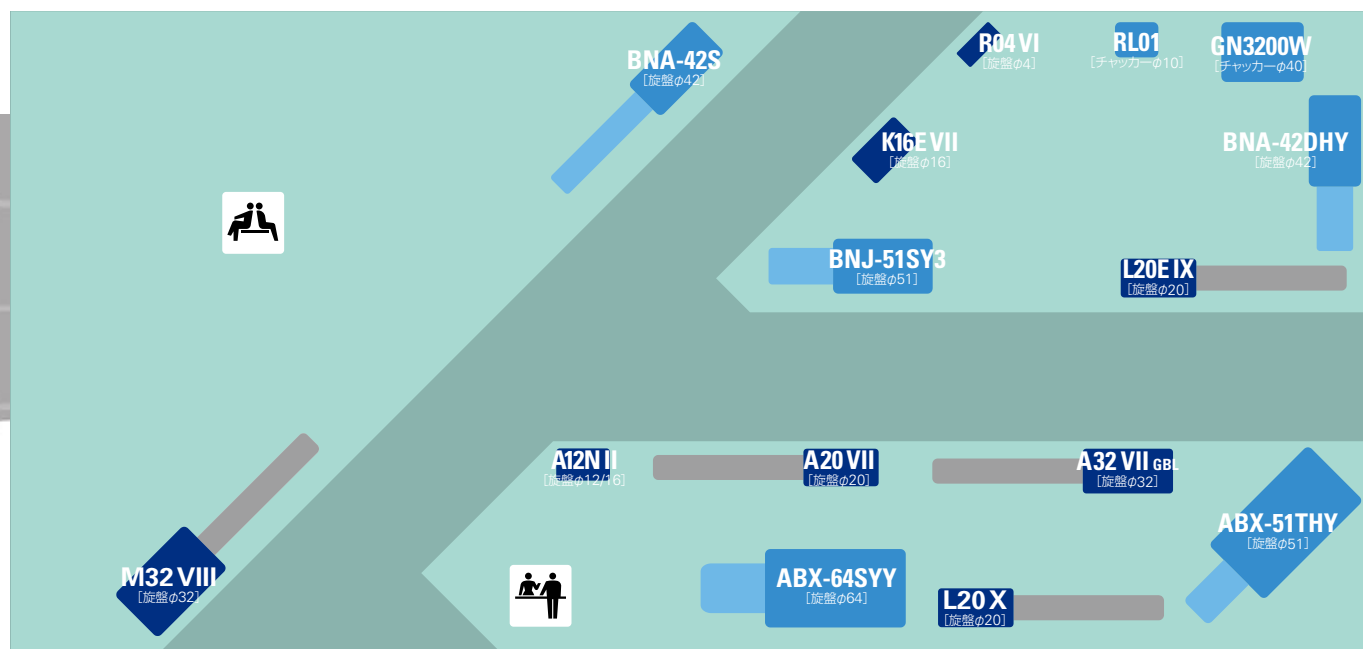 BNA-42S
[旋盤φ42]
R04 VI
[旋盤φ4]
RL01
[チャッカーφ10]
GN3200W
[チャッカーφ40]
K16E VII
[旋盤φ16]
BNA-42DHY
[旋盤φ42]
BNJ-51SY3
[旋盤φ51]
L20E IX
[旋盤φ20]
A12N II
[旋盤φ12/16]
A20 VII
[旋盤φ20]
A32 VII GBL
[旋盤φ32]
ABX-51THY
[旋盤φ51]
M32 VIII
[旋盤φ32]
ABX-64SYY
[旋盤φ64]
L20 X
[旋盤φ20]